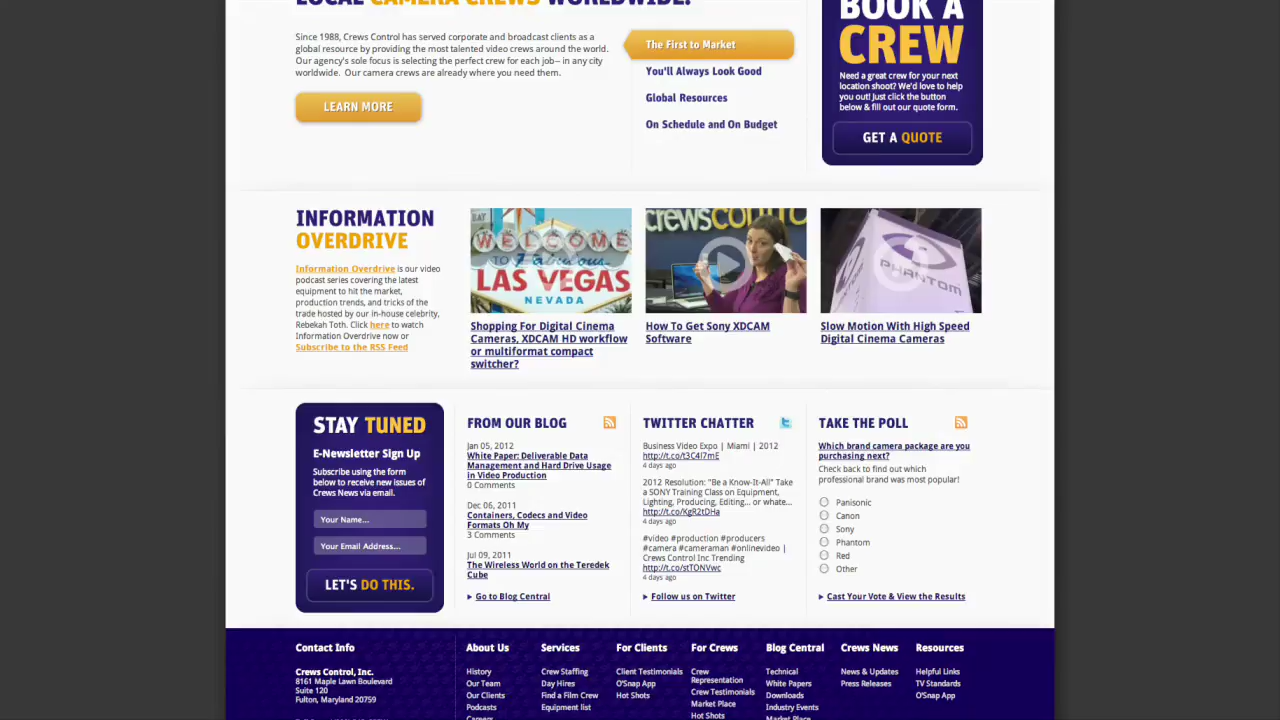 LOCAL CAMERA CREWS WORLDWIDE!
Since 1988, Crews Control has served corporate and broadcast clients as a
global resource by providing the most talented video crews around the world.
Our agency's sole focus is selecting the perfect crew for each job-- in any city
worldwide.  Our camera crews are already where you need them.
LEARN MORE
The First to Market
You'll Always Look Good
Global Resources
On Schedule and On Budget
BOOK A
CREW
Need a great crew for your next
location shoot? We'd love to help
you out! Just click the button
below & fill out our quote form.
GET A QUOTE
INFORMATION
OVERDRIVE
Information Overdrive is our video
podcast series covering the latest
equipment to hit the market,
production trends, and tricks of the
trade hosted by our in-house celebrity,
Rebekah Toth. Click here to watch
Information Overdrive now or
Subscribe to the RSS Feed
EAT
WELCOME
TO Fabulous
LAS VEGAS
NEVADA
Shopping For Digital Cinema
Cameras, XDCAM HD workflow
or multiformat compact
switcher?
crewscontrol
How To Get Sony XDCAM
Software
PHANTOM
Slow Motion With High Speed
Digital Cinema Cameras
STAY TUNED
E-Newsletter Sign Up
Subscribe using the form
below to receive new issues of
Crews News via email.
Your Name...
Your Email Address...
LET'S DO THIS.
FROM OUR BLOG
Jan 05, 2012
White Paper: Deliverable Data
Management and Hard Drive Usage
in Video Production
0 Comments
Dec 06, 2011
Containers, Codecs and Video
Formats Oh My
3 Comments
Jul 09, 2011
The Wireless World on the Teredek
Cube
Go to Blog Central
TWITTER CHATTER
Business Video Expo | Miami | 2012
http://t.co/t3C4l7mE
4 days ago
2012 Resolution: "Be a Know-It-All" Take
a SONY Training Class on Equipment,
Lighting, Producing, Editing... or whate...
http://t.co/KgR2tDHa
4 days ago
#video #production #producers
#camera #cameraman #onlinevideo |
Crews Control Inc Trending
http://t.co/stTONVwc
4 days ago
Follow us on Twitter
TAKE THE POLL
Which brand camera package are you
purchasing next?
Check back to find out which
professional brand was most popular!
Panisonic
Canon
Sony
Phantom
Red
Other
Cast Your Vote & View the Results
Contact Info
Crews Control, Inc.
8161 Maple Lawn Boulevard
Suite 120
Fulton, Maryland 20759
About Us
History
Our Team
Our Clients
Podcasts
Careers
Services
Crew Staffing
Day Hires
Find a Film Crew
Equipment list
For Clients
Client Testimonials
O'Snap App
Hot Shots
For Crews
Crew
Representation
Crew Testimonials
Market Place
Hot Shots
Blog Central
Technical
White Papers
Downloads
Industry Events
Market Place
Crews News
News & Updates
Press Releases
Resources
Helpful Links
TV Standards
O'Snap App